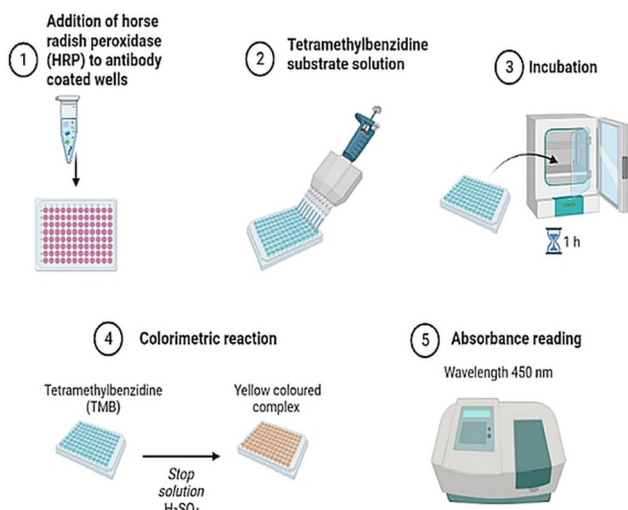 1
Addition of horse
radish peroxidase
(HRP) to antibody
coated wells
2
Tetramethylbenzidine
substrate solution
3
Incubation
1 h
4
Colorimetric reaction
Tetramethylbenzidine
(TMB)
Yellow coloured
complex
Stop
solution
H₂SO₄
5
Absorbance reading
Wavelength 450 nm